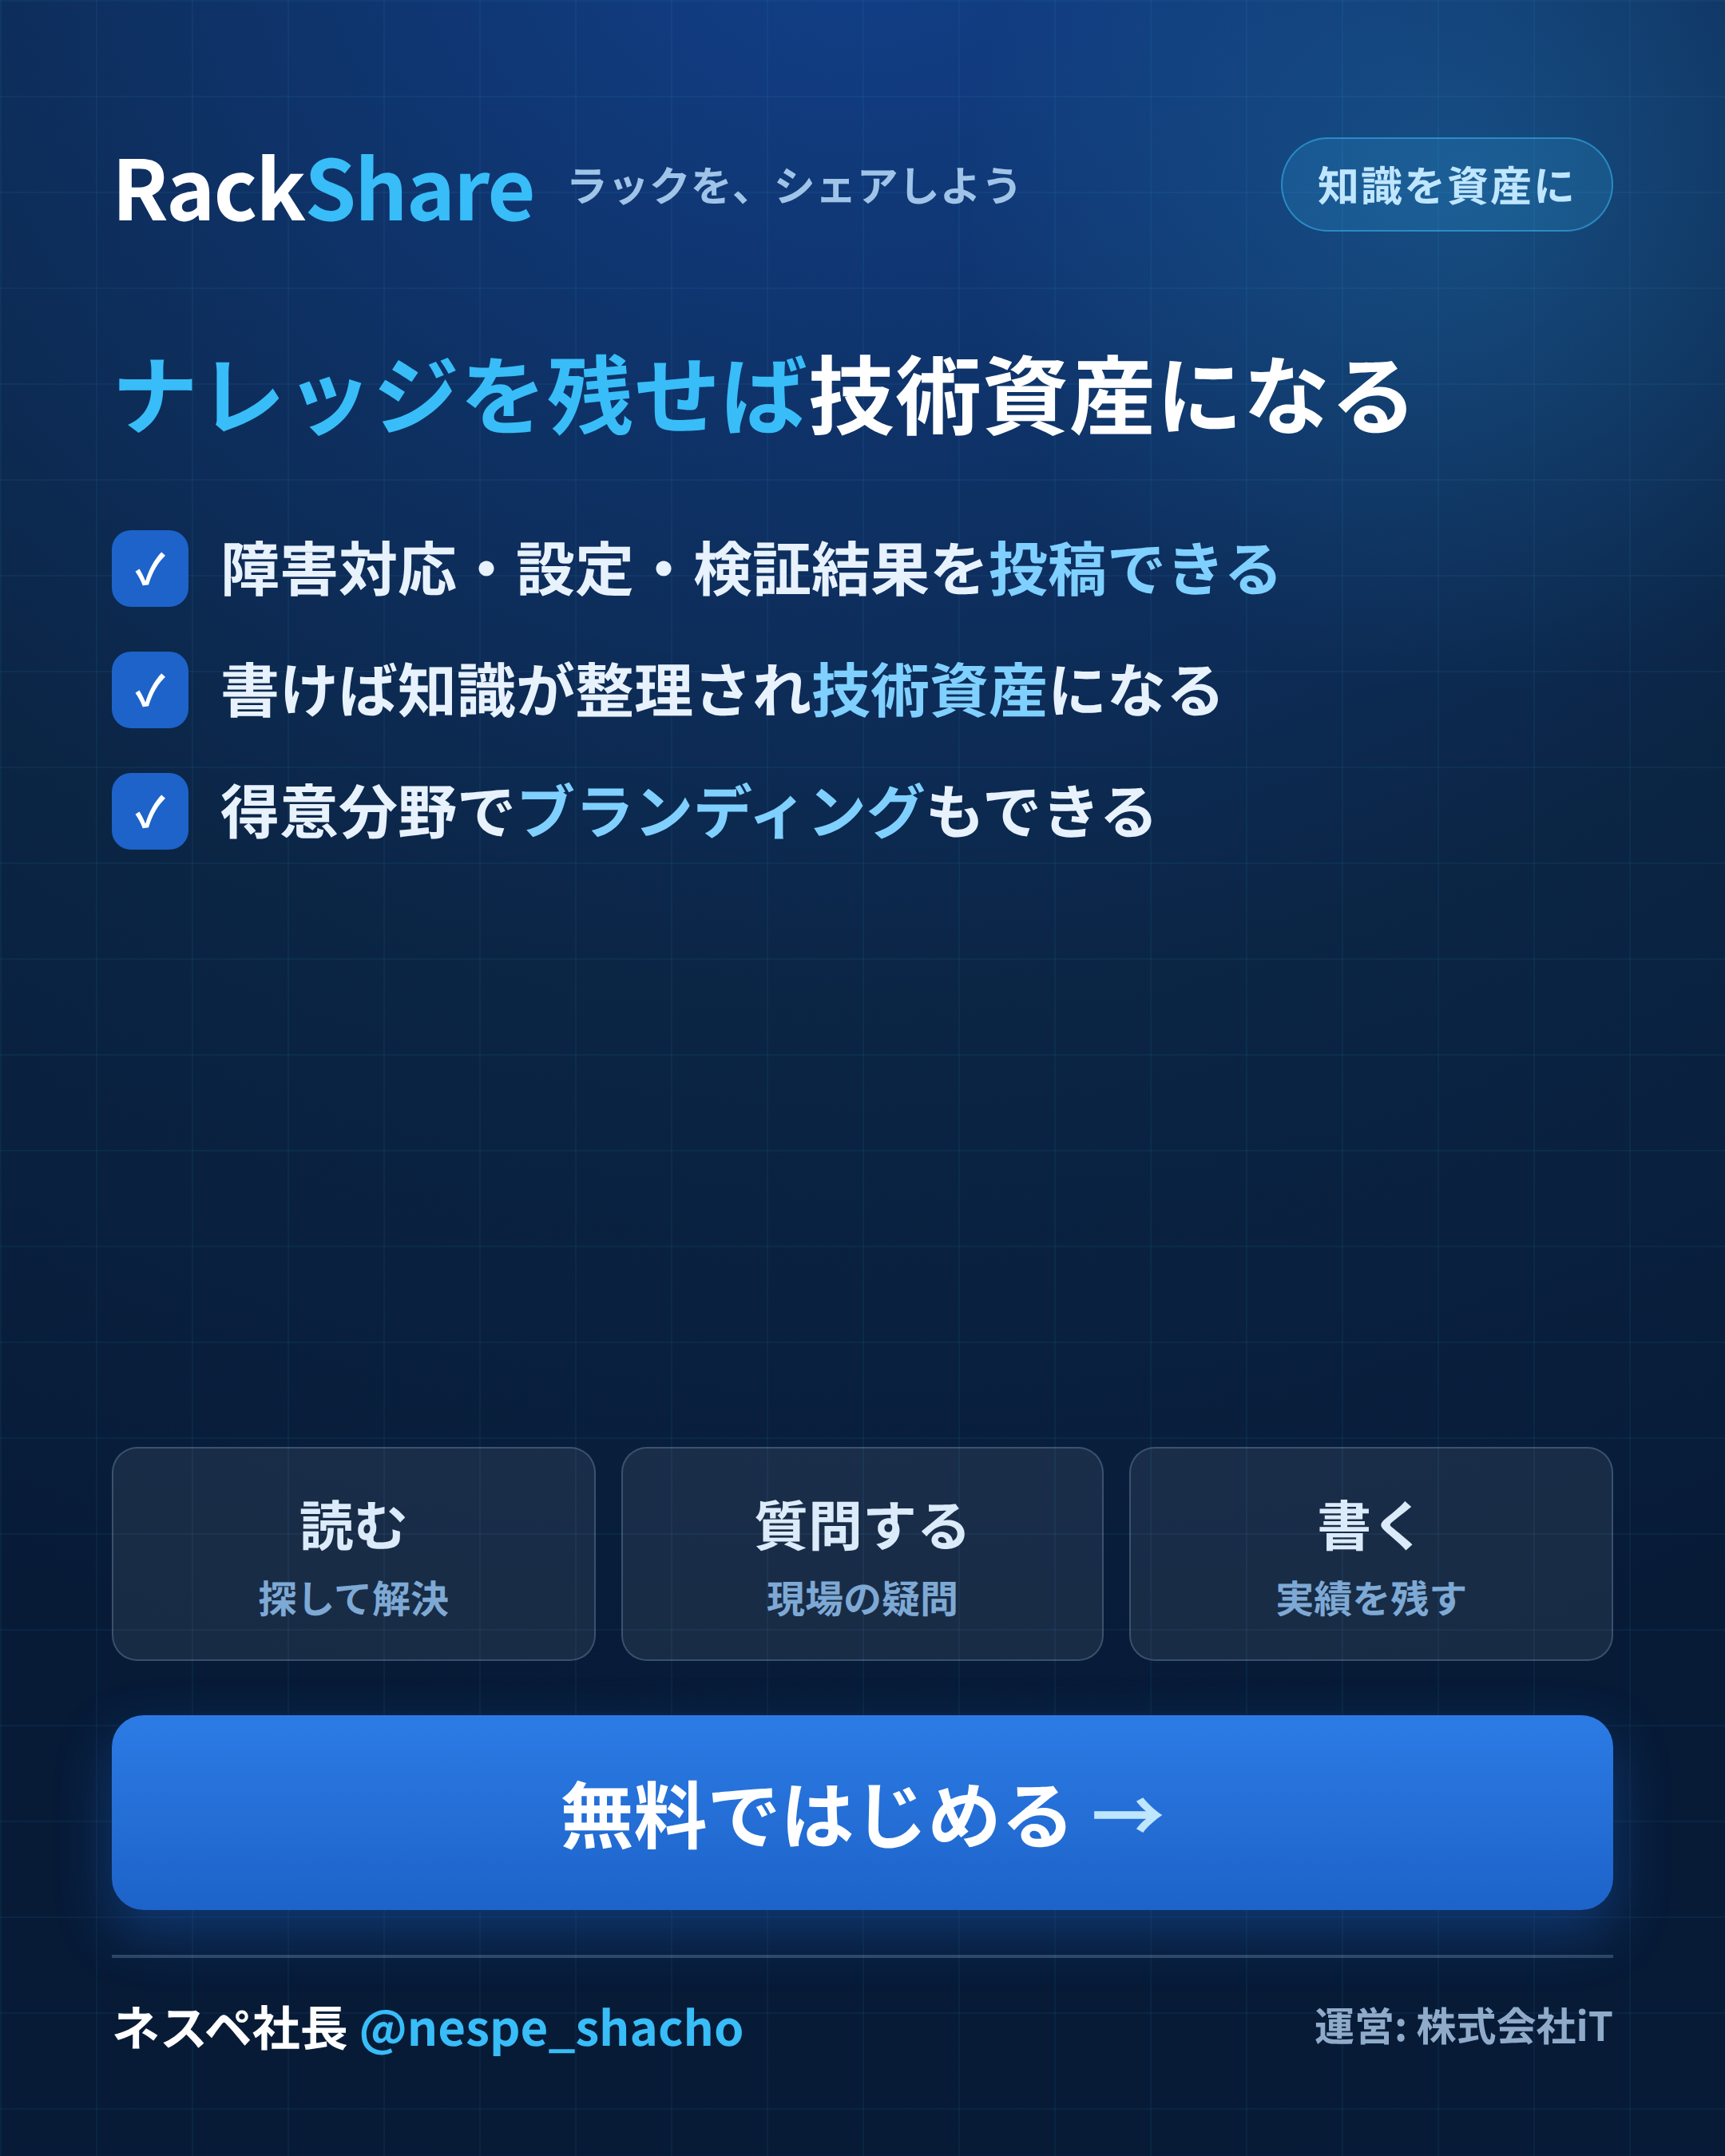 RackShare ラックを、シェアしよう 知識を資産に
ナレッジを残せば技術資産になる
✓ 障害対応・設定・検証結果を投稿できる
✓ 書けば知識が整理され技術資産になる
✓ 得意分野でブランディングもできる
読む 質問する 書く
探して解決 現場の疑問 実績を残す
無料ではじめる →
ネスペ社長 @nespe_shacho 運営: 株式会社iT